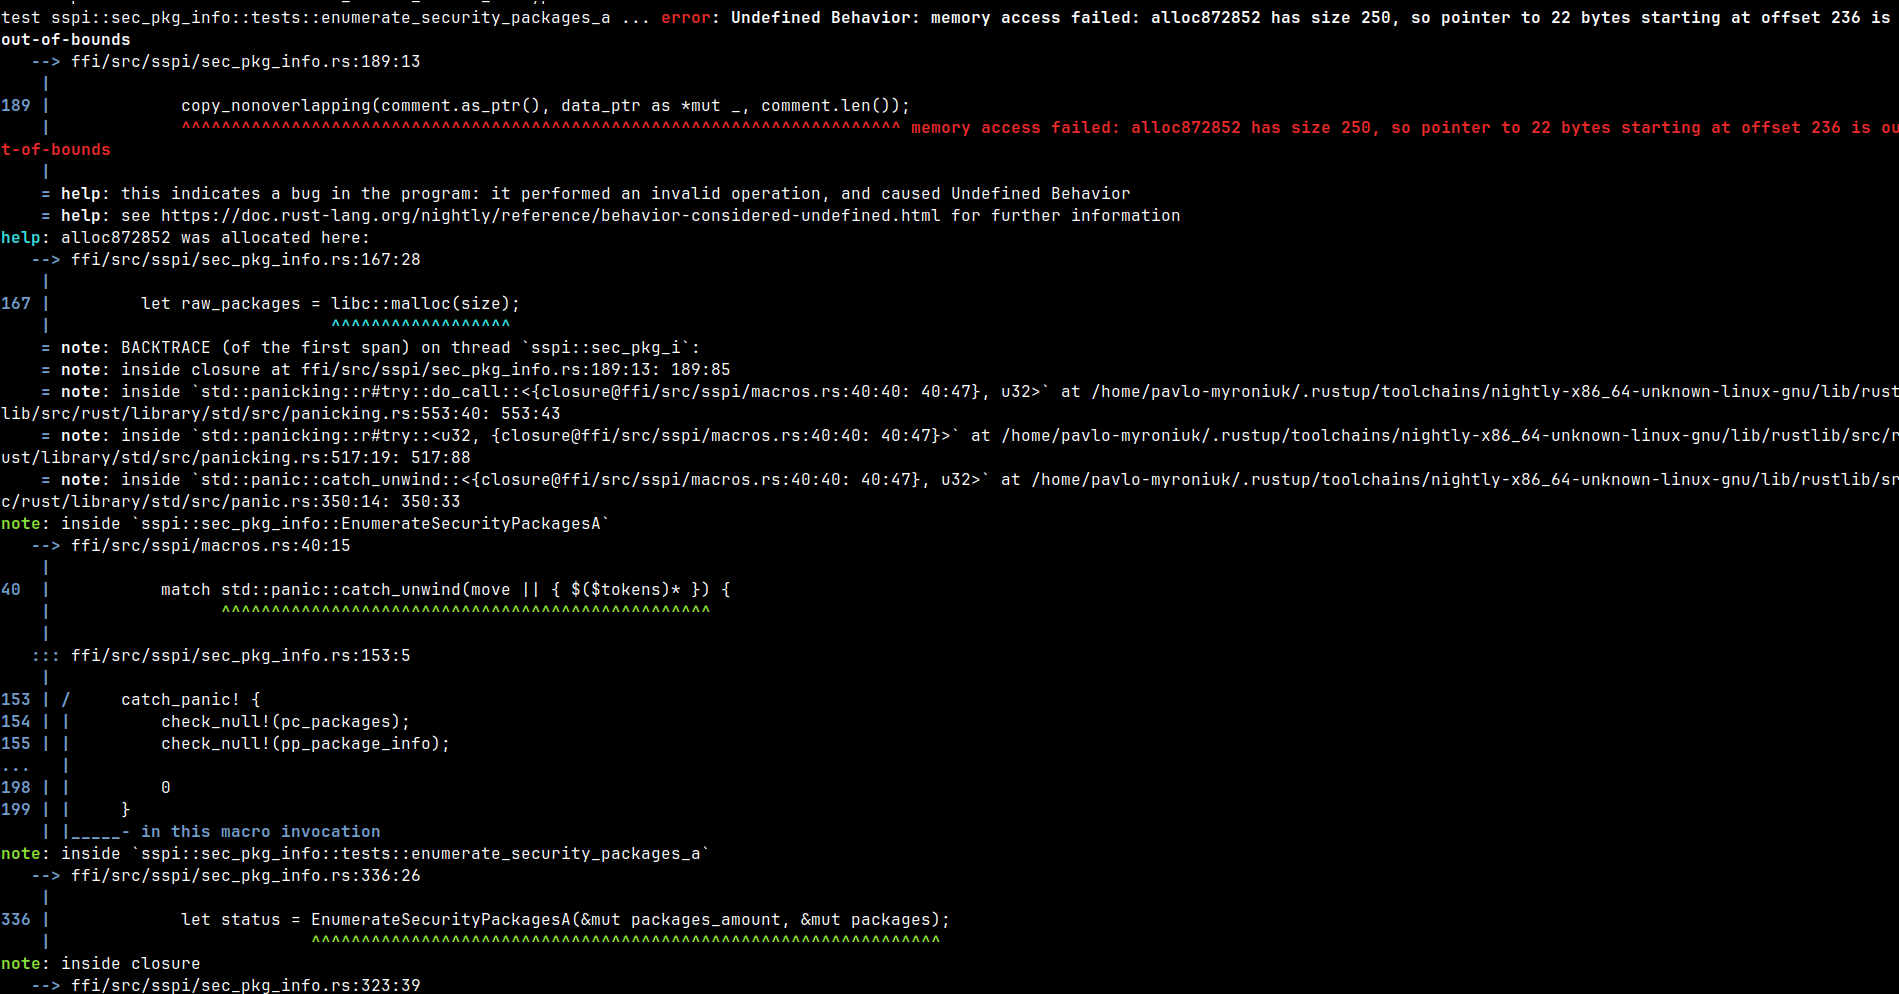 test sspi::sec_pkg_info::tests::enumerate_security_packages_a ... error: Undefined Behavior: memory access failed: alloc872852 has size 250, so pointer to 22 bytes starting at offset 236 is
out-of-bounds
   --> ffi/src/sspi/sec_pkg_info.rs:189:13
    |
189 |             copy_nonoverlapping(comment.as_ptr(), data_ptr as *mut _, comment.len());
    |             ^^^^^^^^^^^^^^^^^^^^^^^^^^^^^^^^^^^^^^^^^^^^^^^^^^^^^^^^^^^^^^^^^^^^^^^^ memory access failed: alloc872852 has size 250, so pointer to 22 bytes starting at offset 236 is ou
t-of-bounds
    |
    = help: this indicates a bug in the program: it performed an invalid operation, and caused Undefined Behavior
    = help: see https://doc.rust-lang.org/nightly/reference/behavior-considered-undefined.html for further information
help: alloc872852 was allocated here:
   --> ffi/src/sspi/sec_pkg_info.rs:167:28
    |
167 |         let raw_packages = libc::malloc(size);
    |                            ^^^^^^^^^^^^^^^^^^
    = note: BACKTRACE (of the first span) on thread `sspi::sec_pkg_i`:
    = note: inside closure at ffi/src/sspi/sec_pkg_info.rs:189:13: 189:85
    = note: inside `std::panicking::r#try::do_call::<{closure@ffi/src/sspi/macros.rs:40:40: 40:47}, u32>` at /home/pavlo-myroniuk/.rustup/toolchains/nightly-x86_64-unknown-linux-gnu/lib/rust
lib/src/rust/library/std/src/panicking.rs:553:40: 553:43
    = note: inside `std::panicking::r#try::<u32, {closure@ffi/src/sspi/macros.rs:40:40: 40:47}>` at /home/pavlo-myroniuk/.rustup/toolchains/nightly-x86_64-unknown-linux-gnu/lib/rustlib/src/r
ust/library/std/src/panicking.rs:517:19: 517:88
    = note: inside `std::panic::catch_unwind::<{closure@ffi/src/sspi/macros.rs:40:40: 40:47}, u32>` at /home/pavlo-myroniuk/.rustup/toolchains/nightly-x86_64-unknown-linux-gnu/lib/rustlib/sr
c/rust/library/std/src/panic.rs:350:14: 350:33
note: inside `sspi::sec_pkg_info::EnumerateSecurityPackagesA`
   --> ffi/src/sspi/macros.rs:40:15
    |
40  |           match std::panic::catch_unwind(move || { $($tokens)* }) {
    |                 ^^^^^^^^^^^^^^^^^^^^^^^^^^^^^^^^^^^^^^^^^^^^^^^^^
    |
   ::: ffi/src/sspi/sec_pkg_info.rs:153:5
    |
153 | /     catch_panic! {
154 | |         check_null!(pc_packages);
155 | |         check_null!(pp_package_info);
...   |
198 | |         0
199 | |     }
    | |_____- in this macro invocation
note: inside `sspi::sec_pkg_info::tests::enumerate_security_packages_a`
   --> ffi/src/sspi/sec_pkg_info.rs:336:26
    |
336 |             let status = EnumerateSecurityPackagesA(&mut packages_amount, &mut packages);
    |                          ^^^^^^^^^^^^^^^^^^^^^^^^^^^^^^^^^^^^^^^^^^^^^^^^^^^^^^^^^^^^^^^
note: inside closure
   --> ffi/src/sspi/sec_pkg_info.rs:323:39